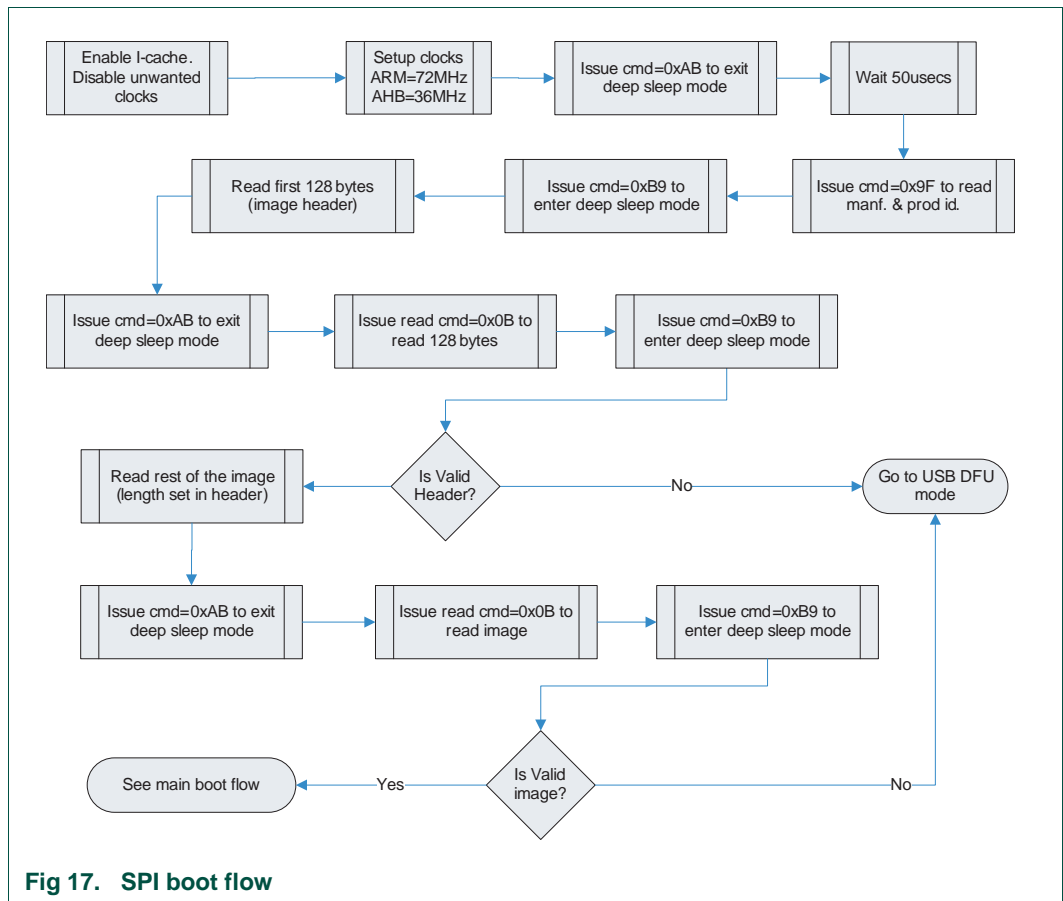 Enable I-cache.
Disable unwanted
clocks
Setup clocks
ARM=72MHz
AHB=36MHz
Issue cmd=0xAB to exit
deep sleep mode
Wait 50usecs
Issue cmd=0x9F to read
manf. & prod id.
Issue cmd=0xB9 to
enter deep sleep mode
Read first 128 bytes
(image header)
Issue cmd=0xAB to exit
deep sleep mode
Issue read cmd=0x0B to
read 128 bytes
Issue cmd=0xB9 to
enter deep sleep mode
Is Valid
Header?
No
Go to USB DFU
mode
Read rest of the image
(length set in header)
Issue cmd=0xAB to exit
deep sleep mode
Issue read cmd=0x0B to
read image
Issue cmd=0xB9 to
enter deep sleep mode
Is Valid
image?
Yes
See main boot flow
No
Fig 17. SPI boot flow